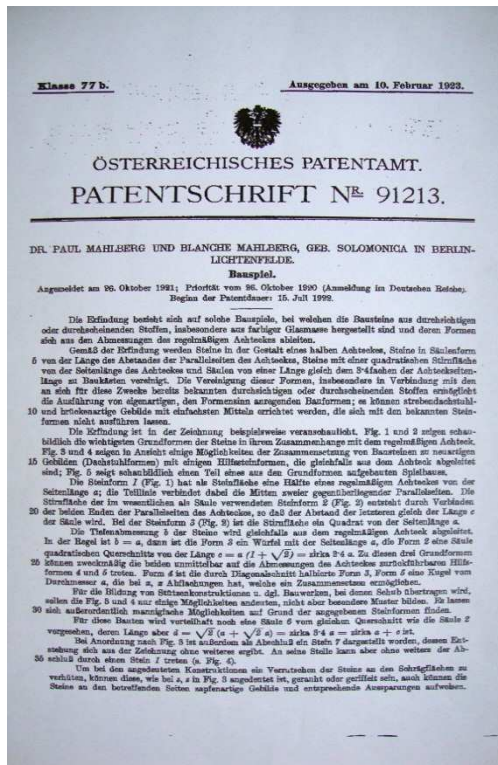 Klasse 77 b.
Ausgegeben am 10. Februar 1923.
ÖSTERREICHISCHES PATENTAMT.
PATENTSCHRIFT NR. 91213.
DR. PAUL MAHLBERG UND BLANCHE MAHLBERG, GEB. SOLOMONICA IN BERLIN-
LICHTENFELDE.
Bauspiel.
Angemeldet am 26. Oktober 1921; Priorität vom 26. Oktober 1920 (Anmeldung im Deutschen Reiche).
Beginn der Patentdauer: 15. Juli 1922.
Die Erfindung bezieht sich auf solche Bauspiele, bei welchen die Bausteine aus durchsichtigen
oder durchscheinenden Stoffen, insbesondere aus farbiger Glasmasse hergestellt sind und deren Formen
sich aus den Abmessungen des regelmäßigen Achteckes ableiten.
Gemäß der Erfindung werden Steine in der Gestalt eines halben Achteckes, Steine in Säulenform
5 von der Länge des Abstandes der Parallelseiten des Achteckes, Steine mit einer quadratischen Stirnfläche
von der Seitenlänge des Achteckes und Säulen von einer Länge gleich dem 3·4fachen der Achteckseiten-
länge zu Baukästen vereinigt. Die Vereinigung dieser Formen, insbesondere in Verbindung mit den
an sich für diese Zwecke bereits bekannten durchsichtigen oder durchscheinenden Stoffen ermöglicht
die Ausführung von eigenartigen, den Formensinn anregenden Bauformen; es können strebendachstuhl-
10 und brückenartige Gebilde mit einfachsten Mitteln errichtet werden, die sich mit den bekannten Stein-
formen nicht ausführen lassen.
Die Erfindung ist in der Zeichnung beispielsweise veranschaulicht. Fig. 1 und 2 zeigen schau-
bildlich die wichtigsten Grundformen der Steine in ihrem Zusammenhange mit dem regelmäßigen Achteck.
Fig. 3 und 4 zeigen in Ansicht einige Möglichkeiten der Zusammensetzung von Bausteinen zu neuartigen
15 Gebilden (Dachstuhlformen) mit einigen Hilfssteinformen, die gleichfalls aus dem Achteck abgeleitet
sind; Fig. 5 zeigt schaubildlich einen Teil eines aus den Grundformen aufgebauten Spielbaues.
Die Steinform 1 (Fig. 1) hat als Steinfläche eine Hälfte eines regelmäßigen Achteckes von der
Seitenlänge a; die Teillinie verbindet dabei die Mitten zweier gegenüberliegender Parallelseiten. Die
Stirnfläche der im wesentlichen als Säule verwendeten Steinform 2 (Fig. 2) entsteht durch Verbinden
20 der beiden Enden der Parallelseiten des Achteckes, so daß der Abstand der letzteren gleich der Länge c
der Säule wird. Bei der Steinform 3 (Fig. 2) ist die Stirnfläche ein Quadrat von der Seitenlänge a.
Die Tiefenabmessung b der Steine wird gleichfalls aus dem regelmäßigen Achteck abgeleitet.
In der Regel ist b = a, dann ist die Form 3 ein Würfel mit der Seitenlänge a, die Form 2 eine Säule
quadratischen Querschnitts von der Länge c = a (1 + √2) = zirka 2·4 a. Zu diesen drei Grundformen
25 können zweckmäßig die beiden unmittelbar auf die Abmessungen des Achteckes zurückführbaren Hilfs-
formen 4 und 5 treten. Form 4 ist die durch Diagonalschnitt halbierte Form 3, Form 5 eine Kugel vom
Durchmesser a, die bei x, x Abflachungen hat, welche ein Zusammensetzen ermöglichen.
Für die Bildung von Stützenkonstruktionen u. dgl. Bauwerken, bei denen Schub übertragen wird,
sollen die Fig. 3 und 4 nur einige Möglichkeiten andeuten, nicht aber besondere Muster bilden. Es lassen
30 sich außerordentlich mannigfache Möglichkeiten auf Grund der angegebenen Steinformen finden.
Für diese Bauten wird vorteilhaft noch eine Säule 6 vom gleichen Querschnitt wie die Säule 2
vorgesehen, deren Länge aber d = √2 (a + √2 a) = zirka 3·4 a = zirka a + c ist.
Bei Anordnung nach Fig. 3 ist außerdem als Abschluß ein Stein 7 dargestellt worden, dessen Ent-
stehung sich aus der Zeichnung ohne weiteres ergibt. An seine Stelle kann aber ohne weiters der Ab-
35 schluß durch einen Stein 1 treten (s. Fig. 4).
Um bei den angedeuteten Konstruktionen ein Verrutschen der Steine an den Schrägflächen zu
verhüten, können diese, wie bei z, z in Fig. 3 angedeutet ist, gerauht oder geriffelt sein, auch können die
Steine an den betreffenden Seiten zapfenartige Gebilde und entsprechende Aussparungen aufweisen.